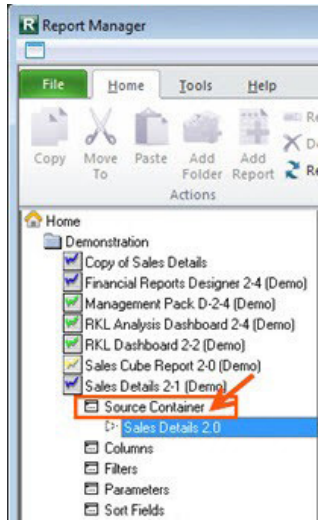 Report Manager
File Home Tools Help
Copy Move To Paste Add Folder Add Report
Actions
Home
Demonstration
Copy of Sales Details
Financial Reports Designer 2-4 (Demo)
Management Pack D-2-4 (Demo)
RKL Analysis Dashboard 2-4 (Demo)
RKL Dashboard 2-2 (Demo)
Sales Cube Report 2-0 (Demo)
Sales Details 2-1 (Demo)
Source Container
Sales Details 2.0
Columns
Filters
Parameters
Sort Fields